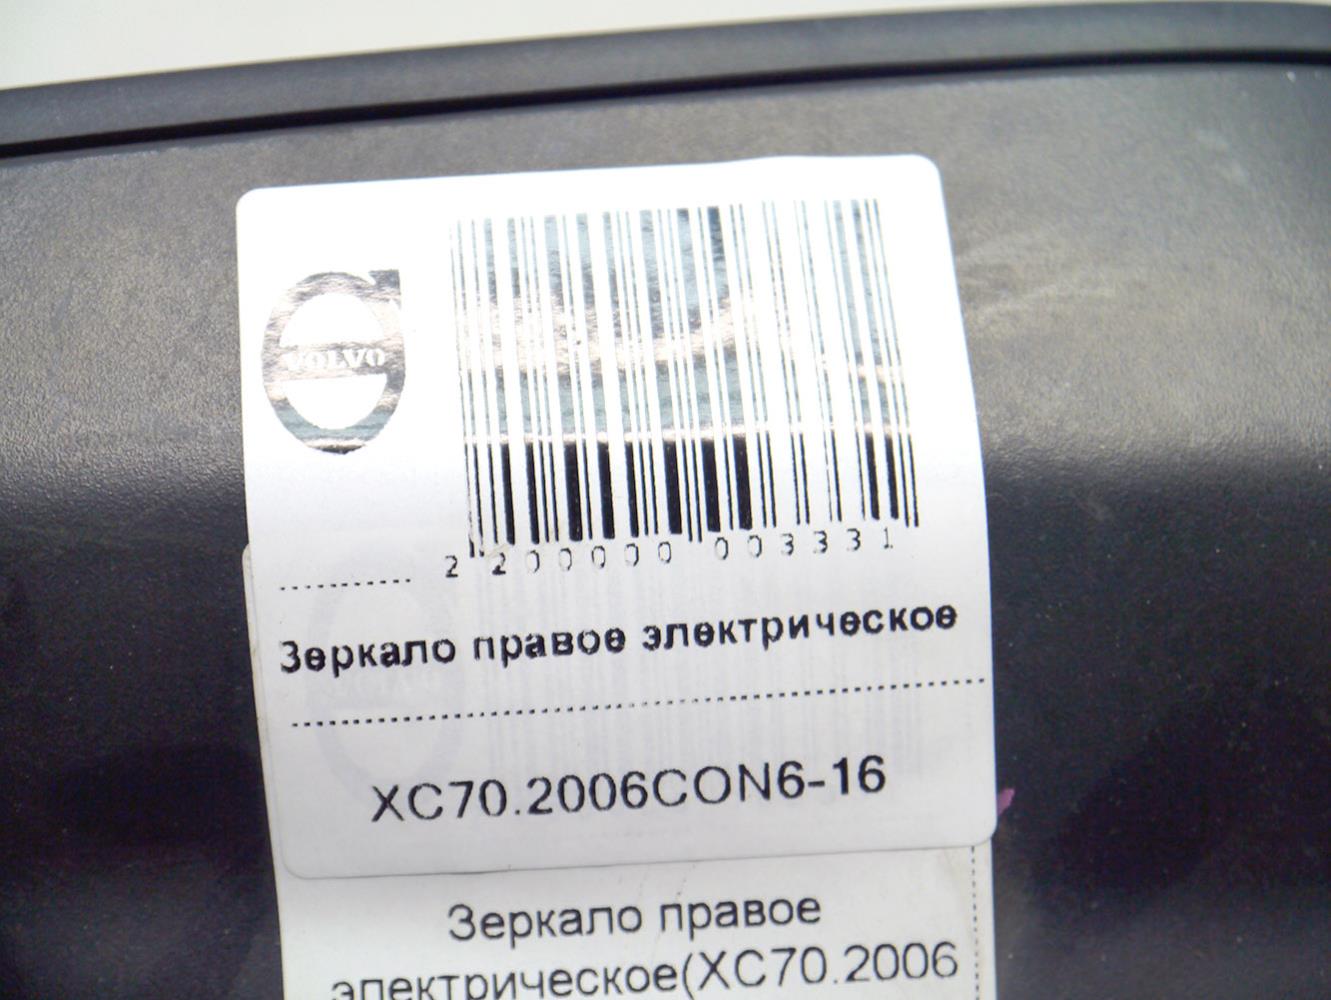 VOLVO
2 200000 003331
Зеркало правое электрическое
XC70.2006CON6-16
Зеркало правое
электрическое(XC70.2006